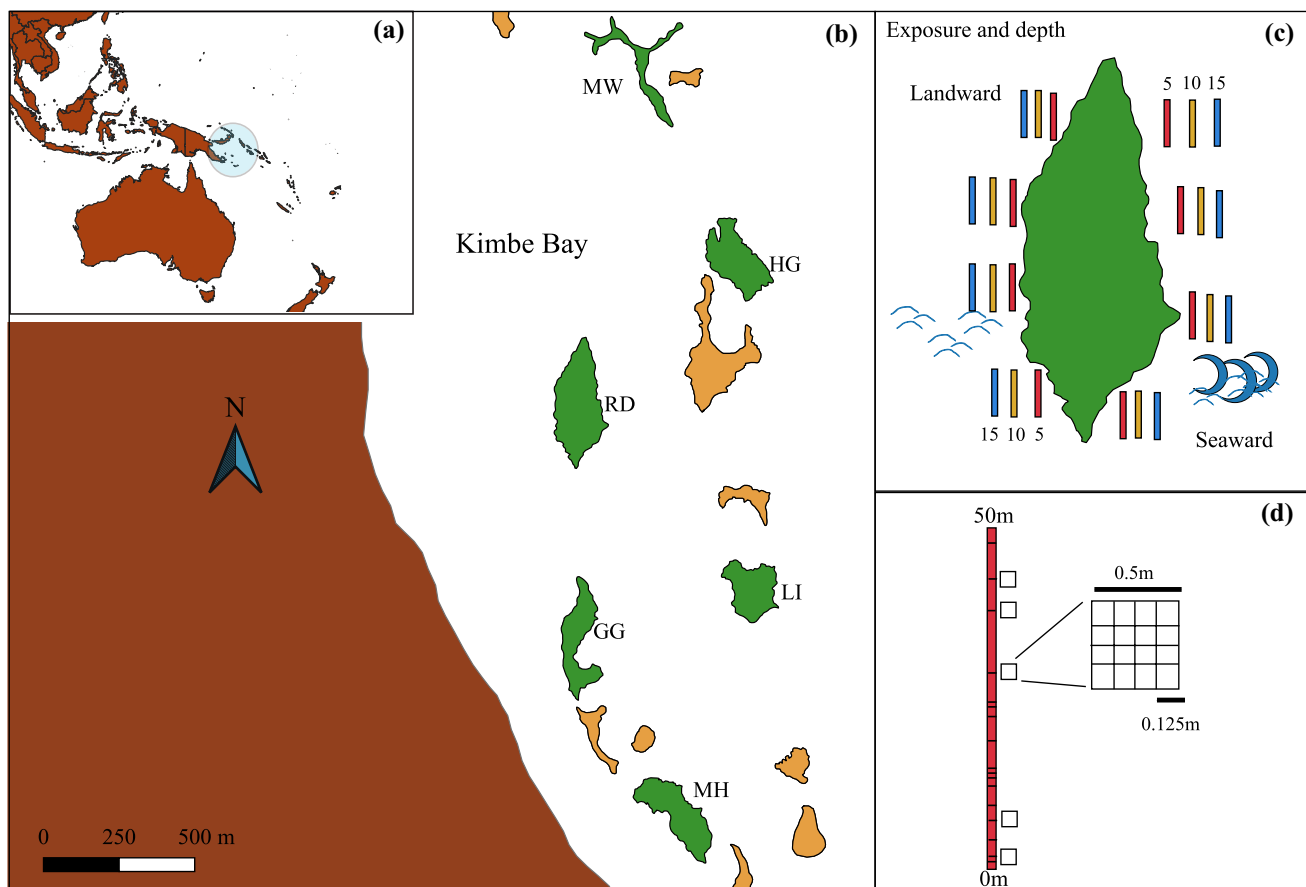 (a)
(b)
MW
Kimbe Bay
HG
RD
N
LI
GG
MH
0 250 500 m
(c)
Exposure and depth
Landward
5 10 15
15 10 5
Seaward
(d)
50m
0.5m
0.125m
0m